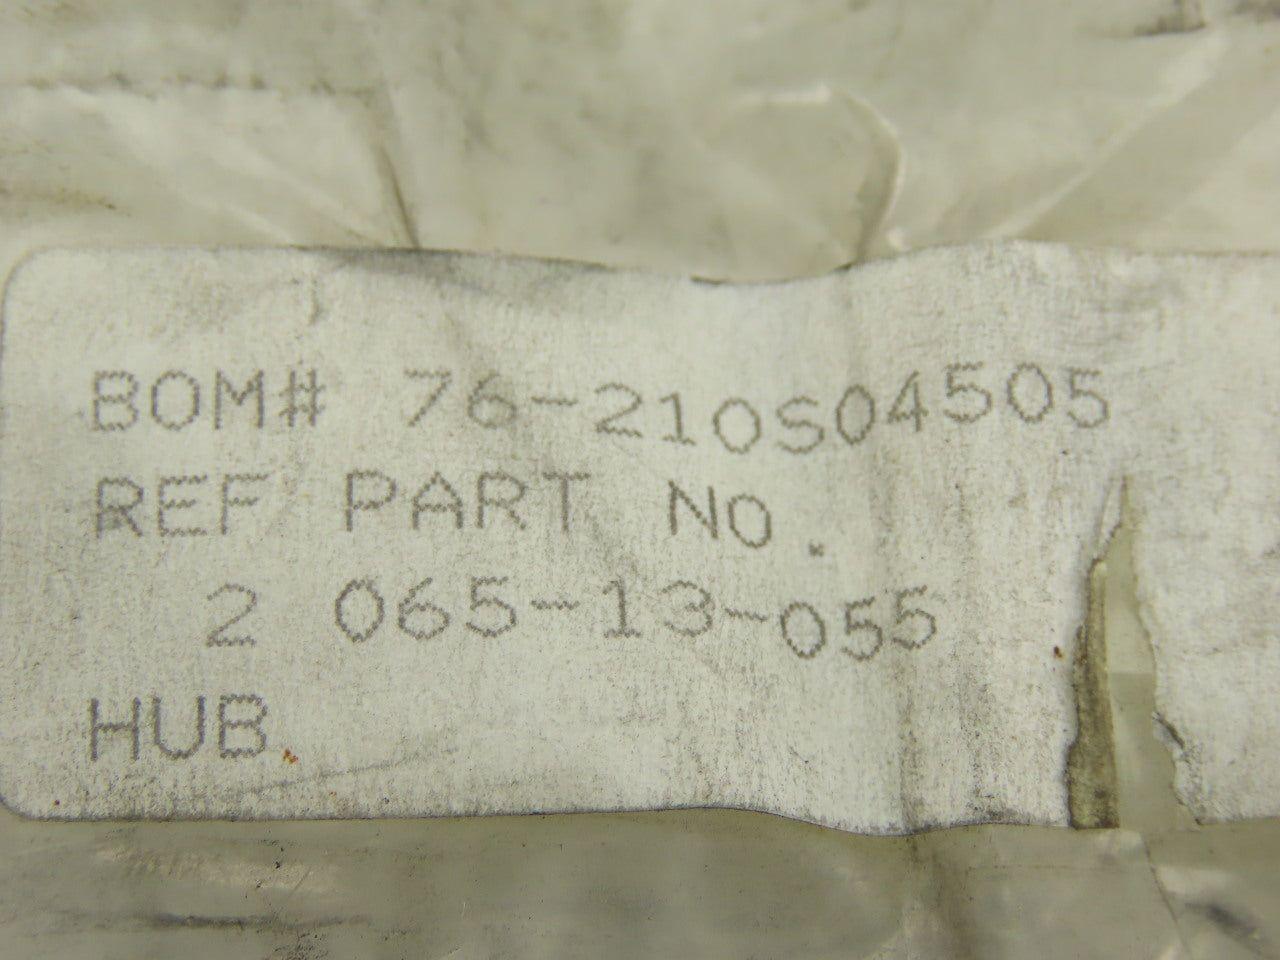 BOM# 76-210S04505
REF PART NO.
2 065-13-055
HUB